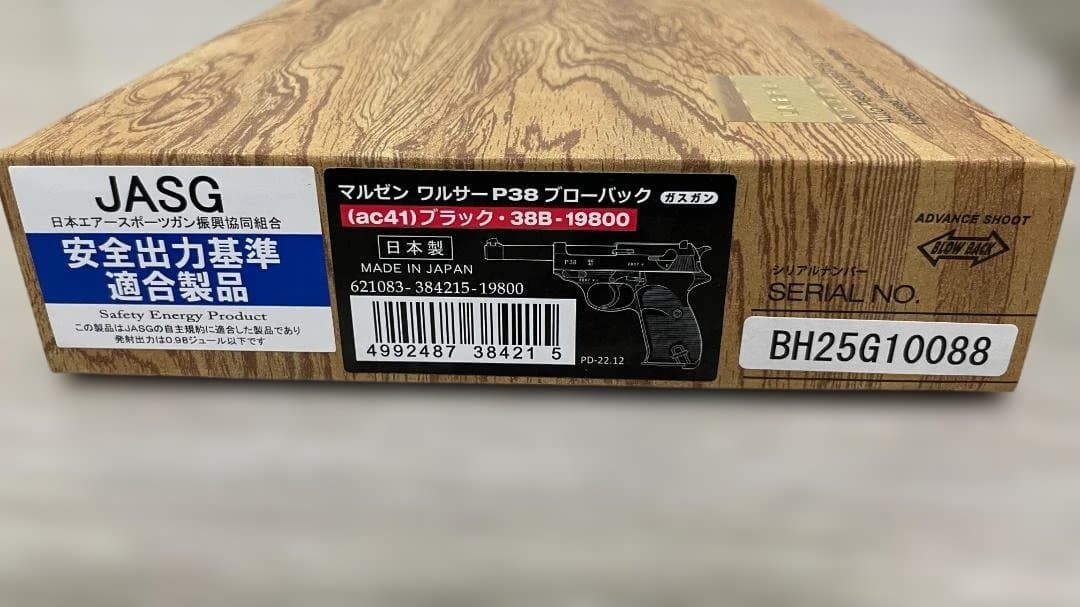 JASG
日本エアースポーツガン振興協同組合
安全出力基準
適合製品
Safety Energy Product
この製品はJASGの自主規約に適合した製品であり
発射出力は0.98ジュール以下です
マルゼン ワルサーP38 ブローバック ガスガン
(ac41)ブラック・38B-19800
日本製
MADE IN JAPAN
621083-384215-19800
4992487 384215
PD-22.12
P38
ADVANCE SHOOT
BLOW BACK
シリアルナンバー
SERIAL NO.
BH25G10088